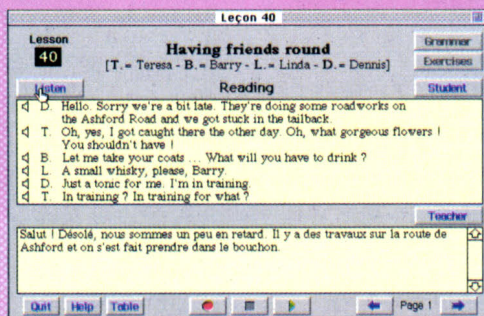 Leçon 40
Lesson
40
Having friends round
[T.= Teresa - B.= Barry - L.= Linda - D.= Dennis]
Grammar
Exercises
Listen
Reading
Student
D. Hello. Sorry we're a bit late. They're doing some roadworks on
the Ashford Road and we got stuck in the tailback.
T. Oh, yes, I got caught there the other day. Oh, what gorgeous flowers !
You shouldn't have !
B. Let me take your coats ... What will you have to drink ?
L. A small whisky, please, Barry.
D. Just a tonic for me. I'm in training.
T. In training ? In training for what ?
Teacher
Salut ! Désolé, nous sommes un peu en retard. Il y a des travaux sur la route de
Ashford et on s'est fait prendre dans le bouchon.
Quit Help Table Page 1